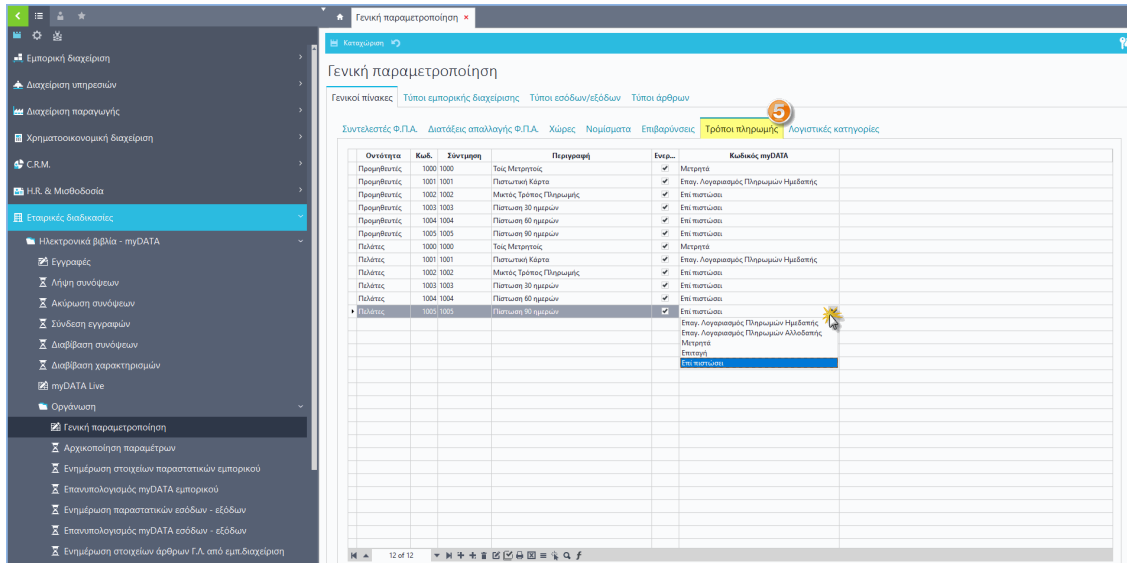 Γενική παραμετροποίηση ×
Καταχώριση
Εμπορική διαχείριση
Διαχείριση υπηρεσιών
Διαχείριση παραγωγής
Χρηματοοικονομική διαχείριση
C.R.M.
H.R. & Μισθοδοσία
Εταιρικές διαδικασίες
Ηλεκτρονικά βιβλία - myDATA
Εγγραφές
Λήψη συνόψεων
Ακύρωση συνόψεων
Σύνδεση εγγραφών
Διαβίβαση συνόψεων
Διαβίβαση χαρακτηρισμών
myDATA Live
Οργάνωση
Γενική παραμετροποίηση
Αρχικοποίηση παραμέτρων
Ενημέρωση στοιχείων παραστατικών εμπορικού
Επανυπολογισμός myDATA εμπορικού
Ενημέρωση παραστατικών εσόδων - εξόδων
Επανυπολογισμός myDATA εσόδων - εξόδων
Ενημέρωση στοιχείων άρθρων Γ.Λ. από εμπ.διαχείριση
Γενική παραμετροποίηση
Γενικοί πίνακες Τύποι εμπορικής διαχείρισης Τύποι εσόδων/εξόδων Τύποι άρθρων
5
Συντελεστές Φ.Π.Α. Διατάξεις απαλλαγής Φ.Π.Α. Χώρες Νομίσματα Επιβαρύνσεις Τρόποι πληρωμής Λογιστικές κατηγορίες
Οντότητα Κωδ. Σύντμηση Περιγραφή Ενερ... Κωδικός myDATA
Προμηθευτές 1000 1000 Τοίς Μετρητοίς Μετρητά
Προμηθευτές 1001 1001 Πιστωτική Κάρτα Επαγ. Λογαριασμός Πληρωμών Ημεδαπής
Προμηθευτές 1002 1002 Μικτός Τρόπος Πληρωμής Επί πιστώσει
Προμηθευτές 1003 1003 Πίστωση 30 ημερών Επί πιστώσει
Προμηθευτές 1004 1004 Πίστωση 60 ημερών Επί πιστώσει
Προμηθευτές 1005 1005 Πίστωση 90 ημερών Επί πιστώσει
Πελάτες 1000 1000 Τοίς Μετρητοίς Μετρητά
Πελάτες 1001 1001 Πιστωτική Κάρτα Επαγ. Λογαριασμός Πληρωμών Ημεδαπής
Πελάτες 1002 1002 Μικτός Τρόπος Πληρωμής Επί πιστώσει
Πελάτες 1003 1003 Πίστωση 30 ημερών Επί πιστώσει
Πελάτες 1004 1004 Πίστωση 60 ημερών Επί πιστώσει
Πελάτες 1005 1005 Πίστωση 90 ημερών Επί πιστώσει
Επαγ. Λογαριασμός Πληρωμών Ημεδαπής
Επαγ. Λογαριασμός Πληρωμών Αλλοδαπής
Μετρητά
Επιταγή
Επί πιστώσει
12 of 12